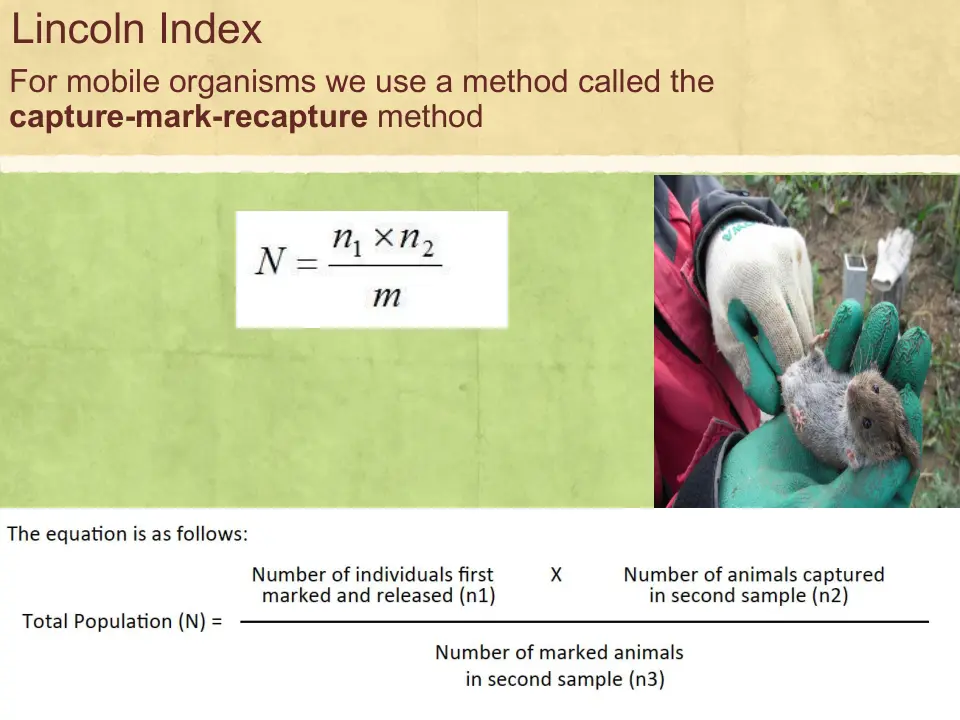 Lincoln Index
For mobile organisms we use a method called the
capture-mark-recapture method
N = n₁ × n₂
m
The equation is as follows:
Number of individuals first X Number of animals captured
marked and released (n1) in second sample (n2)
Total Population (N) =
Number of marked animals
in second sample (n3)